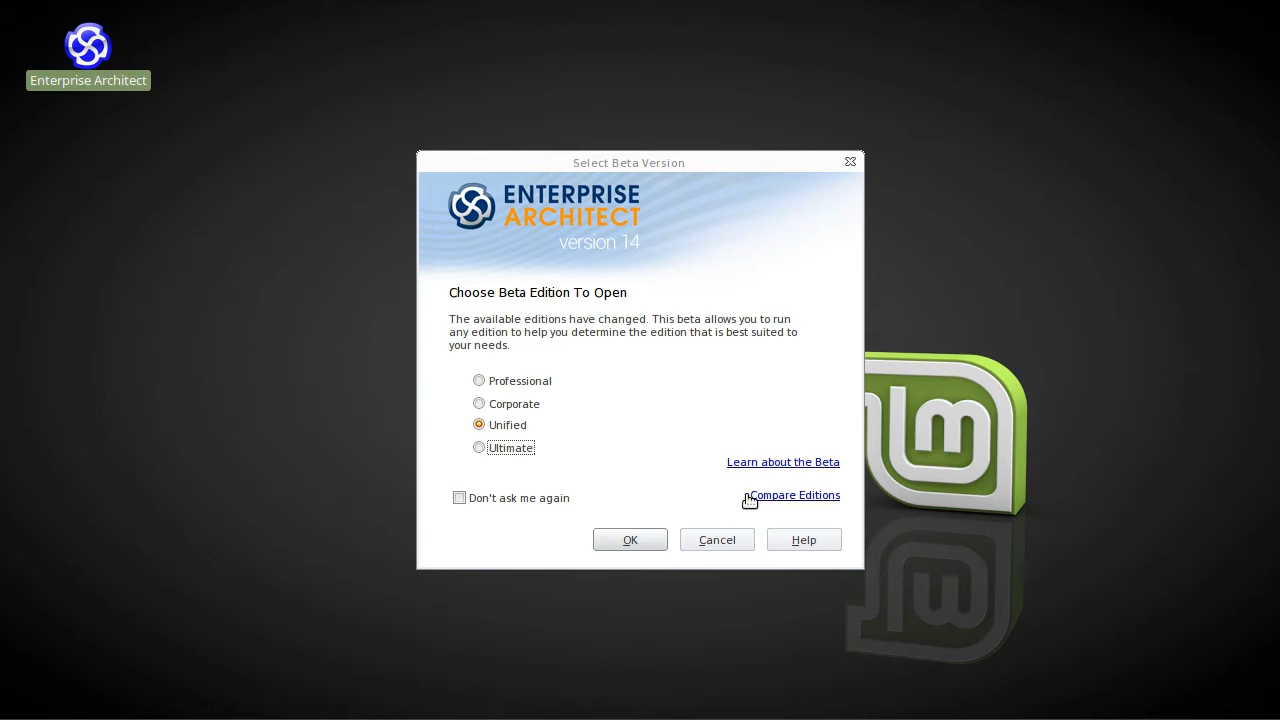 Enterprise Architect
Select Beta Version
ENTERPRISE
ARCHITECT
version 14
Choose Beta Edition To Open
The available editions have changed. This beta allows you to run
any edition to help you determine the edition that is best suited to
your needs.
Professional
Corporate
Unified
Ultimate
Learn about the Beta
Don't ask me again
Compare Editions
OK
Cancel
Help